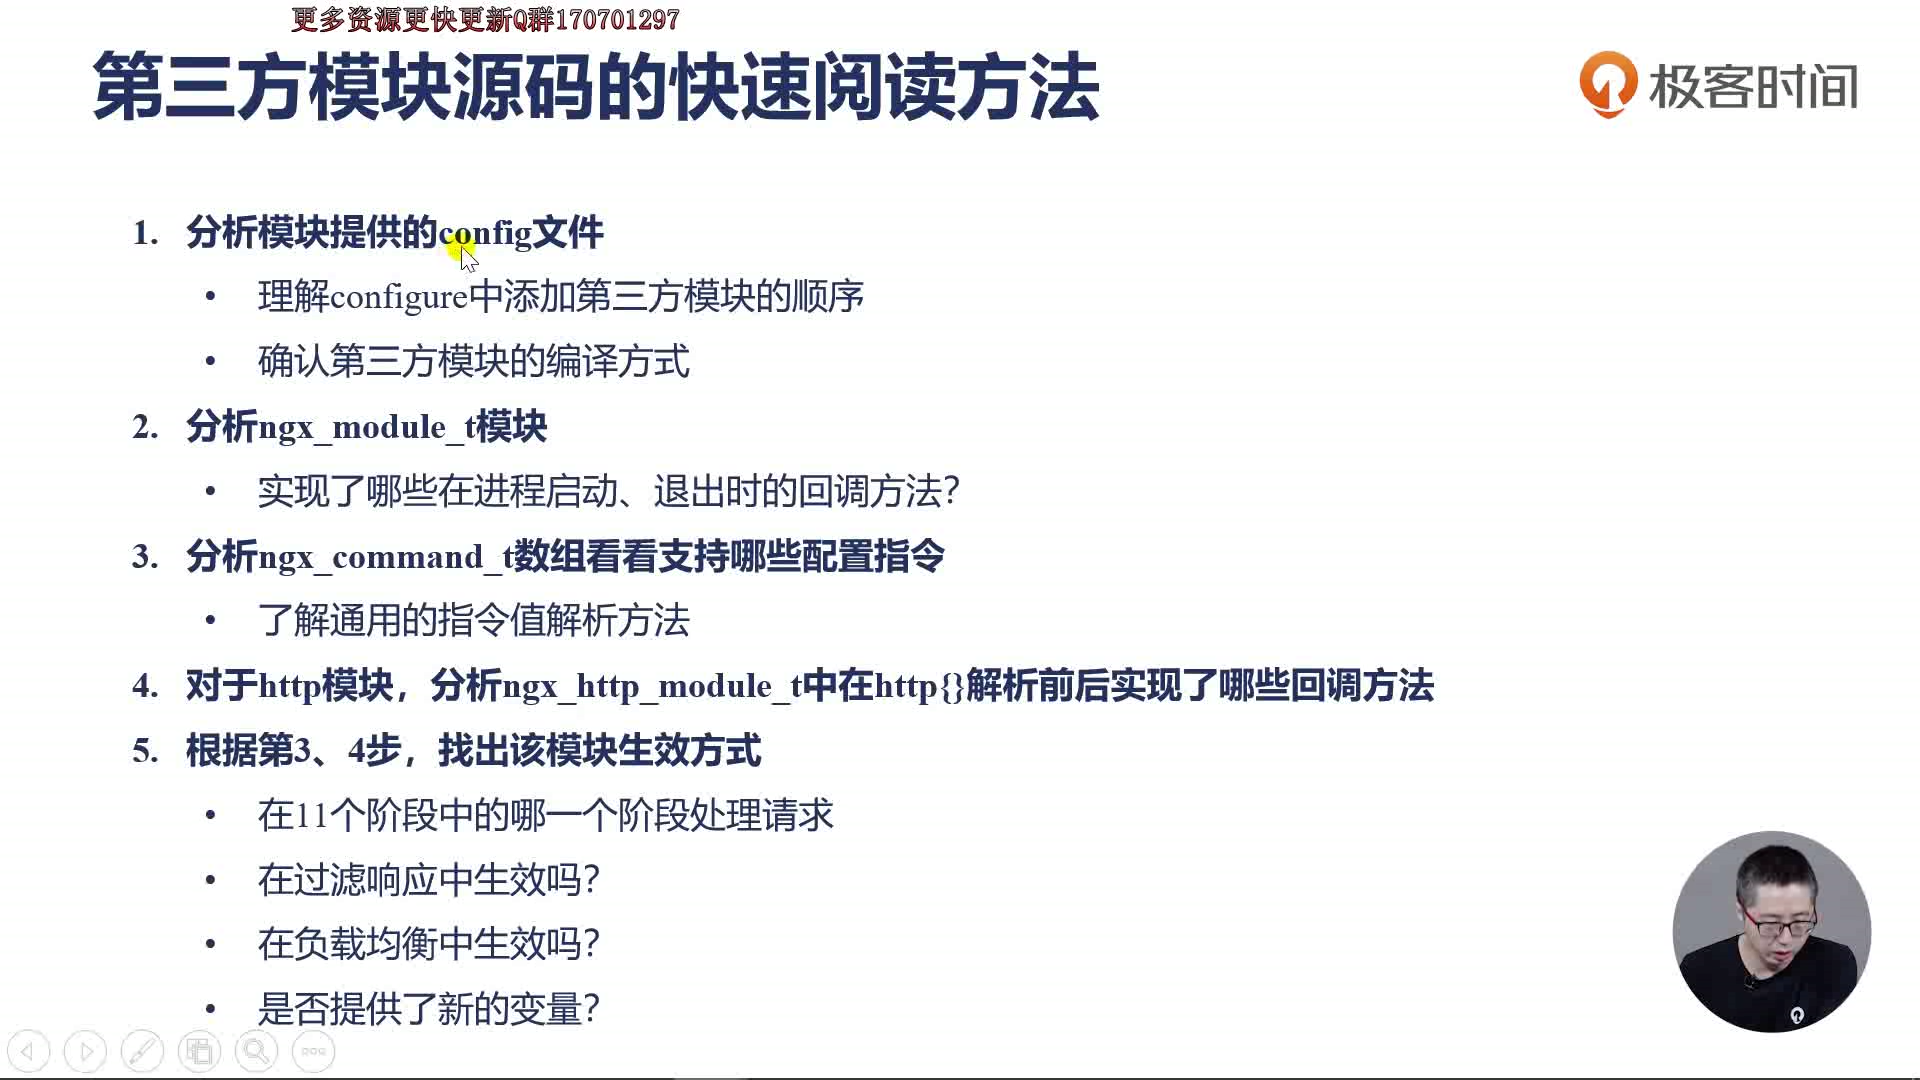 更多资源更快更新Q群170701297
第三方模块源码的快速阅读方法
极客时间
1. 分析模块提供的config文件
• 理解configure中添加第三方模块的顺序
• 确认第三方模块的编译方式
2. 分析ngx_module_t模块
• 实现了哪些在进程启动、退出时的回调方法？
3. 分析ngx_command_t数组看看支持哪些配置指令
• 了解通用的指令值解析方法
4. 对于http模块，分析ngx_http_module_t中在http{}解析前后实现了哪些回调方法
5. 根据第3、4步，找出该模块生效方式
• 在11个阶段中的哪一个阶段处理请求
• 在过滤响应中生效吗？
• 在负载均衡中生效吗？
• 是否提供了新的变量？